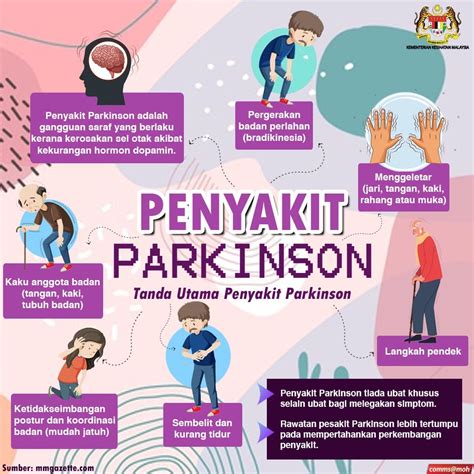 KEMENTERIAN KESIHATAN MALAYSIA
Penyakit Parkinson adalah
gangguan saraf yang berlaku
kerana kerosakan sel otak akibat
kekurangan hormon dopamin.
Pergerakan
badan perlahan
(bradikinesia)
Menggeletar
(jari, tangan, kaki,
rahang atau muka)
PENYAKIT
PARKINSON
Tanda Utama Penyakit Parkinson
Kaku anggota badan
(tangan, kaki,
tubuh badan)
Langkah pendek
Ketidakseimbangan
postur dan koordinasi
badan (mudah jatuh)
Sembelit dan
kurang tidur
Penyakit Parkinson tiada ubat khusus
selain ubat bagi melegakan simptom.
Rawatan pesakit Parkinson lebih tertumpu
pada mempertahankan perkembangan
penyakit.
Sumber: mmgazette.com
comms@moh